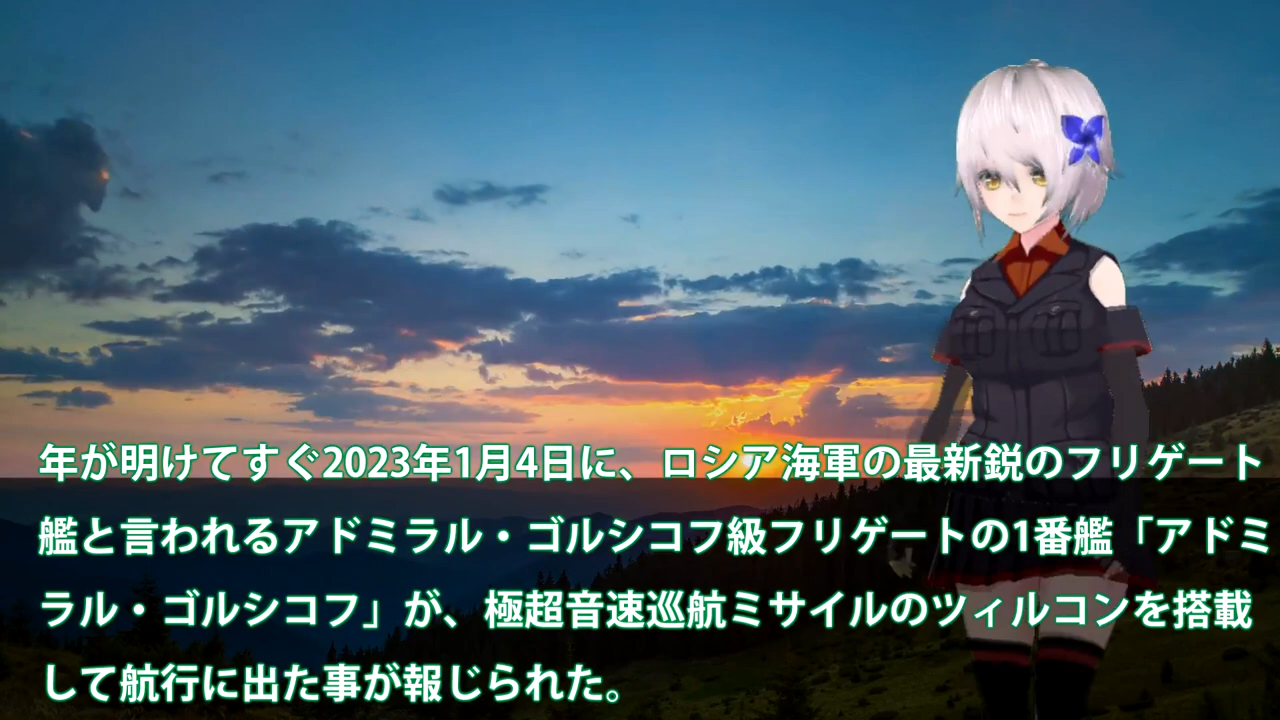 年が明けてすぐ2023年1月4日に、ロシア海軍の最新鋭のフリゲート
艦と言われるアドミラル・ゴルシコフ級フリゲートの1番艦「アドミ
ラル・ゴルシコフ」が、極超音速巡航ミサイルのツィルコンを搭載
して航行に出た事が報じられた。